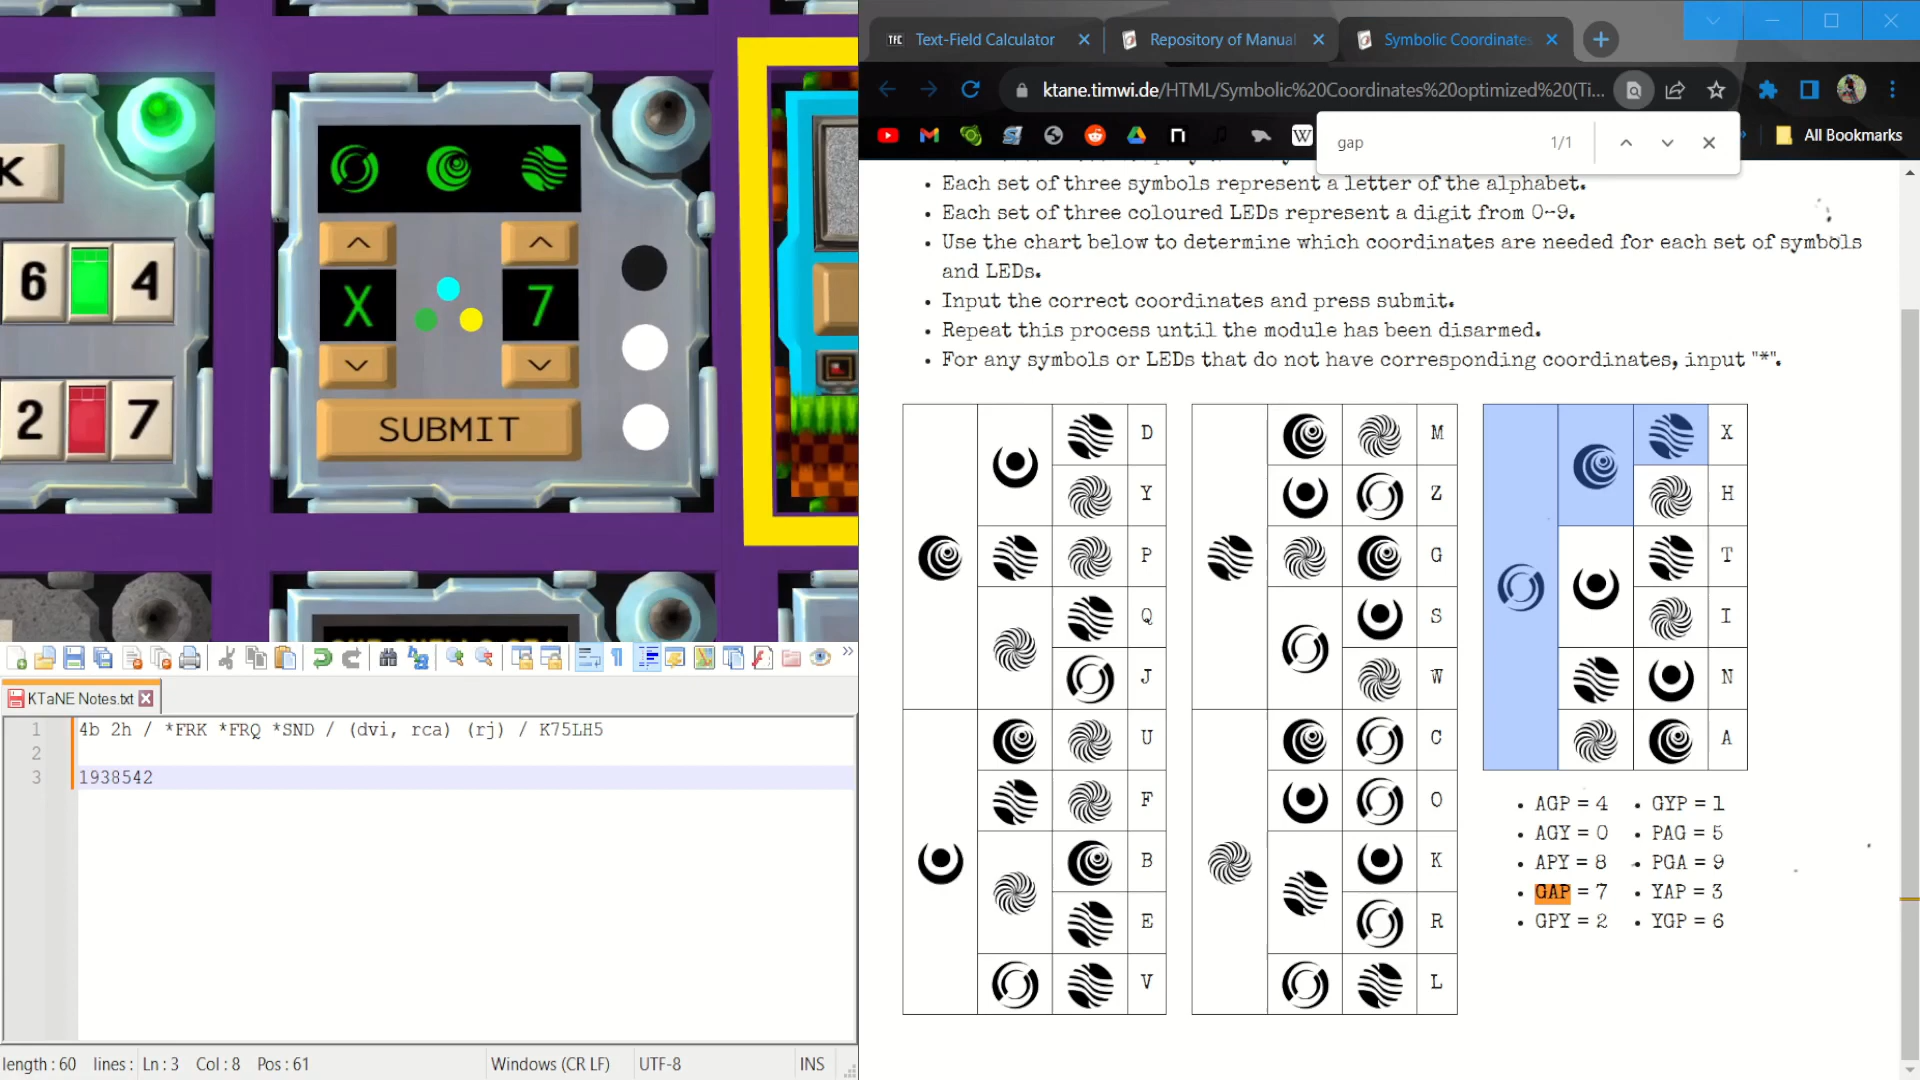 K
6 4
2 7
X
7
SUBMIT
TFC Text-Field Calculator
Repository of Manual
Symbolic Coordinates
ktane.timwi.de/HTML/Symbolic%20Coordinates%20optimized%20(Ti...
W
All Bookmarks
gap
1/1
• Each set of three symbols represent a letter of the alphabet.
• Each set of three coloured LEDs represent a digit from 0-9.
• Use the chart below to determine which coordinates are needed for each set of symbols
and LEDs.
• Input the correct coordinates and press submit.
• Repeat this process until the module has been disarmed.
• For any symbols or LEDs that do not have corresponding coordinates, input "*".
D
Y
P
Q
J
U
F
B
E
V
M
Z
G
S
W
C
O
K
R
L
X
H
T
I
N
A
• AGP = 4
• AGY = 0
• APY = 8
• GAP = 7
• GPY = 2
• GYP = 1
• PAG = 5
• PGA = 9
• YAP = 3
• YGP = 6
KTaNE Notes.txt
1 4b 2h / *FRK *FRQ *SND / (dvi, rca) (rj) / K75LH5
2
3 1938542
length : 60 lines : Ln : 3 Col : 8 Pos : 61 Windows (CR LF) UTF-8 INS